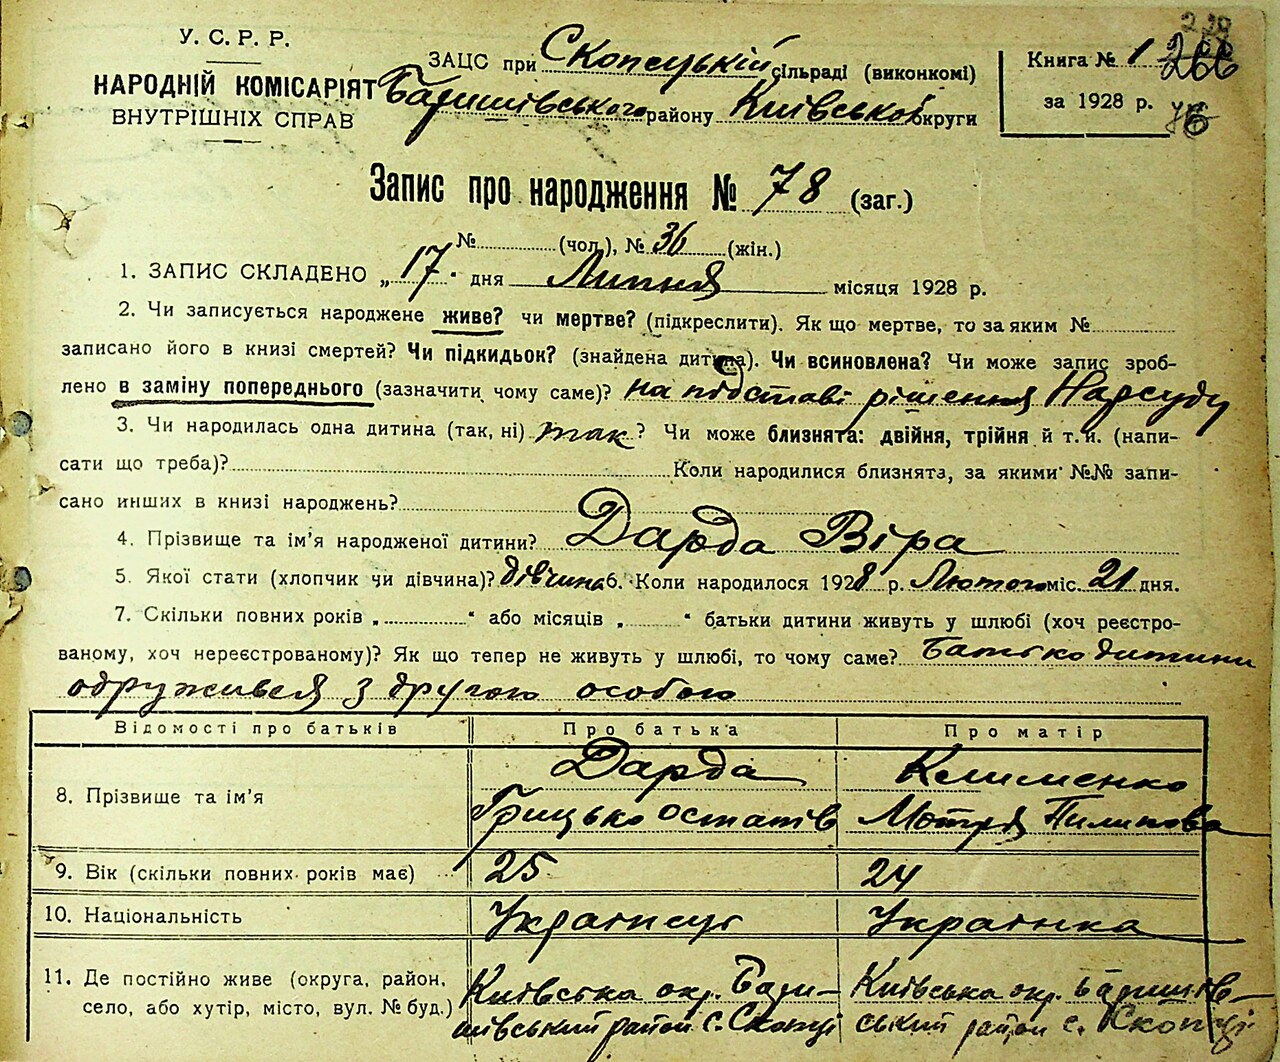 У. С. Р. Р.
НАРОДНІЙ КОМІСАРІЯТ
ВНУТРІШНІХ СПРАВ
ЗАЦС при Скопецькій сільраді (виконкомі)
Баришівського району Київської округи
Книга № 1
за 1928 р.
266
76
Запис про народження № 78 (заг.)
№ (чол.), № 36 (жін.)
1. ЗАПИС СКЛАДЕНО „17" дня Липня місяця 1928 р.
2. Чи записується народжене живе? чи мертве? (підкреслити). Як що мертве, то за яким №
записано його в книзі смертей? Чи підкидьок? (знайдена дитина). Чи всиновлена? Чи може запис зроб-
лено в заміну попереднього (зазначити чому саме)? на підставі рішення Нарсуду
3. Чи народилась одна дитина (так, ні) так ? Чи може близнята: двійня, трійня й т. и. (напи-
сати що треба)? Коли народилися близнята, за якими №№ запи-
сано инших в книзі народжень?
4. Прізвище та ім'я народженої дитини? Дарда Віра
5. Якої стати (хлопчик чи дівчина)? дівчина 6. Коли народилося 1928 р. Лютого міс. 21 дня.
7. Скільки повних років „ " або місяців „ " батьки дитини живуть у шлюбі (хоч реєстро-
ваному, хоч нереєстрованому)? Як що тепер не живуть у шлюбі, то чому саме? Батько дитини
одружився з другою особою
Відомості про батьків Про батька Про матір
8. Прізвище та ім'я Дарда Грицько Остапів Клименко Мотря Пилипова
9. Вік (скільки повних років має) 25 24
10. Національність Українець Українка
11. Де постійно живе (округа, район, Київська окр. Бари- Київська окр. Баришів-
село, або хутір, місто, вул. № буд.) шівський район с. Скопці ський район с. Скопці